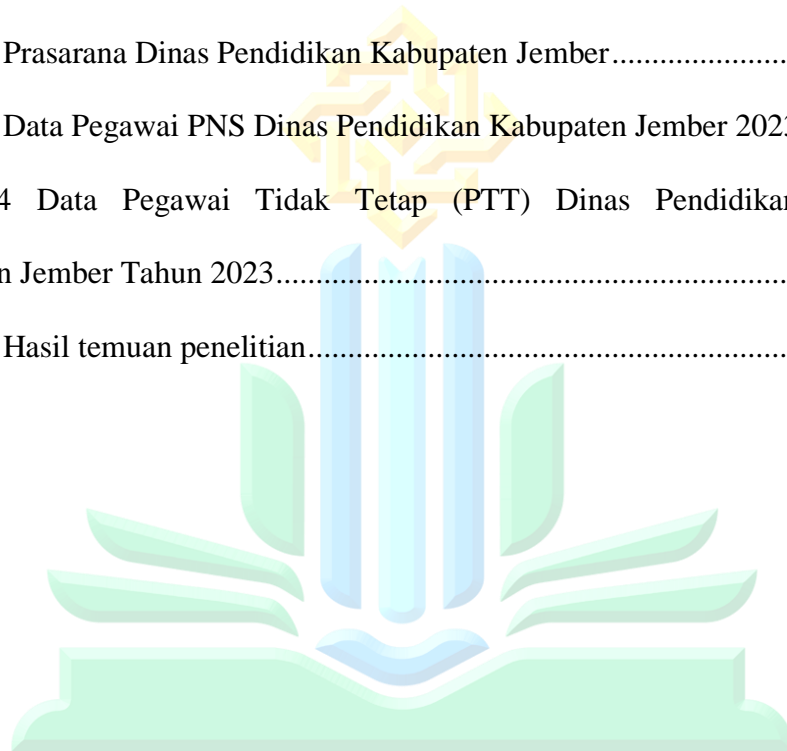 Prasarana Dinas Pendidikan Kabupaten Jember......................
Data Pegawai PNS Dinas Pendidikan Kabupaten Jember 2023
4 Data Pegawai Tidak Tetap (PTT) Dinas Pendidikan
n Jember Tahun 2023................................................................
Hasil temuan penelitian............................................................